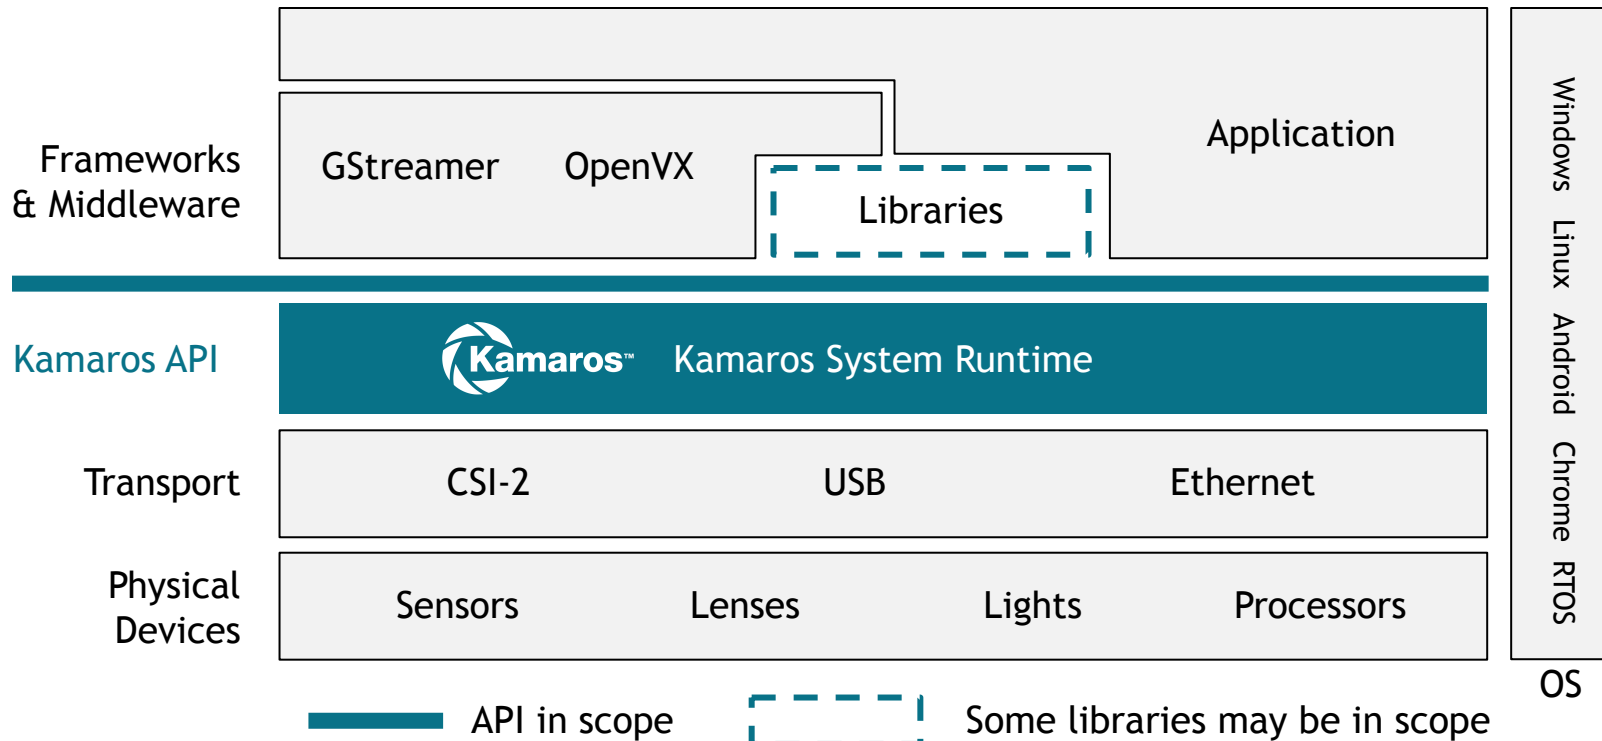 Frameworks
& Middleware
GStreamer
OpenVX
Libraries
Application
Kamaros API
Kamaros™
Kamaros System Runtime
Transport
CSI-2
USB
Ethernet
Physical
Devices
Sensors
Lenses
Lights
Processors
Windows
Linux
Android
Chrome
RTOS
OS
API in scope
Some libraries may be in scope